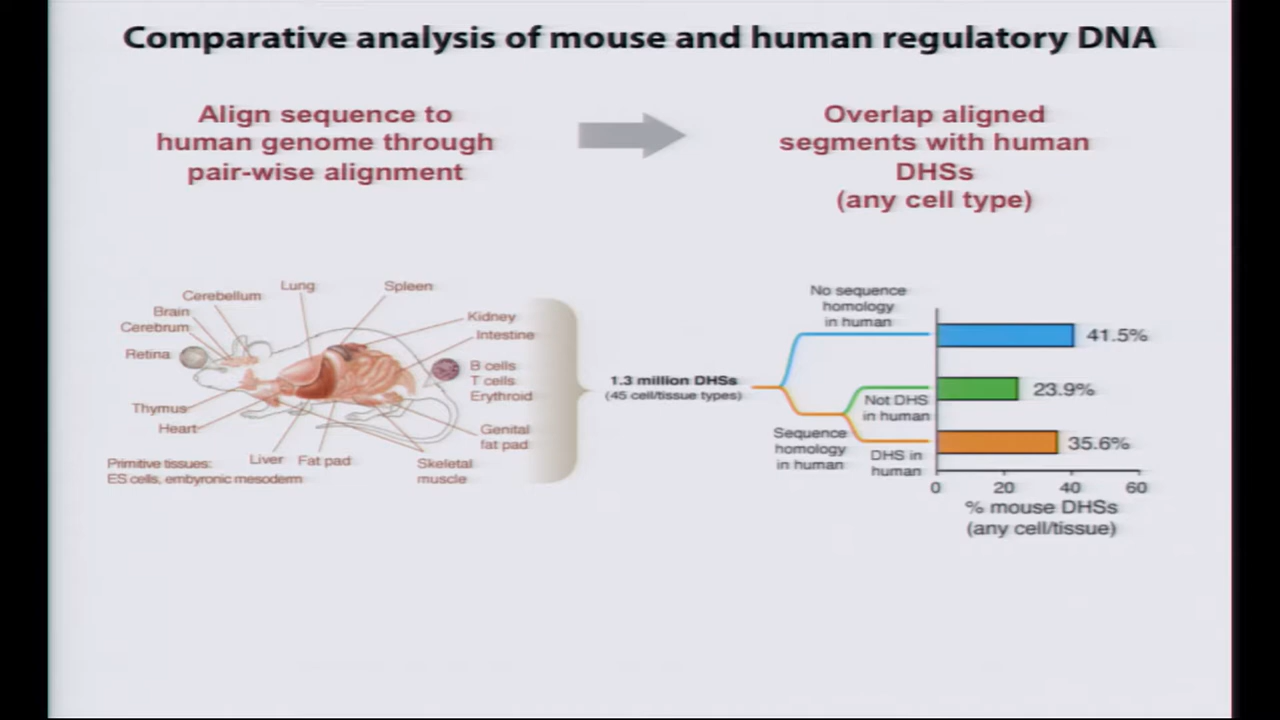 Comparative analysis of mouse and human regulatory DNA
Align sequence to
human genome through
pair-wise alignment
Overlap aligned
segments with human
DHSs
(any cell type)
Lung
Spleen
Cerebellum
Brain
Cerebrum
Retina
Kidney
Intestine
B cells
T cells
Erythroid
Thymus
Heart
Genital
fat pad
Liver
Fat pad
Skeletal
muscle
Primitive tissues:
ES cells, embyronic mesoderm
1.3 million DHSs
(45 cell/tissue types)
No sequence
homology
in human
Not DHS
in human
Sequence
homology
in human
DHS in
human
41.5%
23.9%
35.6%
0 20 40 60
% mouse DHSs
(any cell/tissue)